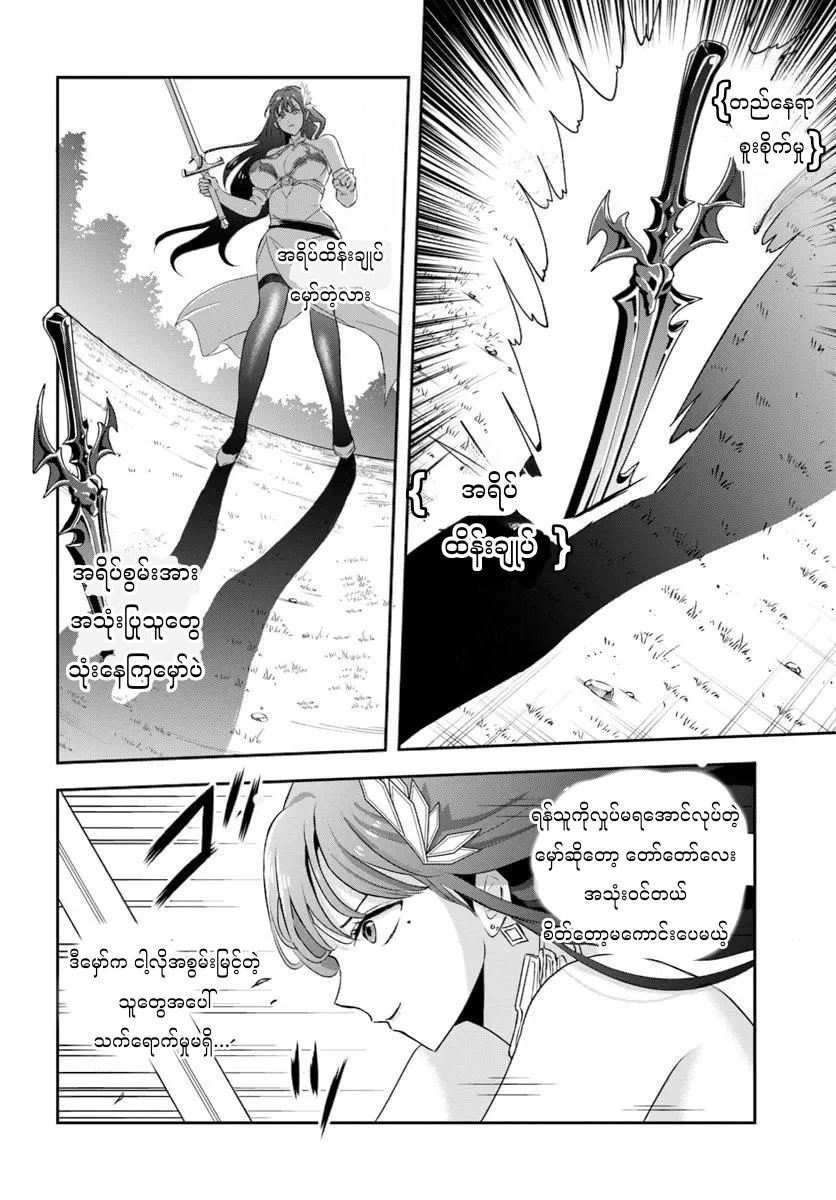 {တည်နေရာ
စူးစိုက်မှု}
{အရိပ်
ထိန်းချုပ်}
အရိပ်ထိန်းချုပ်
မှော်တဲ့လား
အရိပ်စွမ်းအား
အသုံးပြုသူတွေ
သုံးနေကြမှော်ပဲ
ရန်သူကိုလှုပ်မရအောင်လုပ်တဲ့
မှော်ဆိုတော့ တော်တော်လေး
အသုံးဝင်တယ်
စိတ်တော့မကောင်းပေမယ့်
ဒီမှော်က ငါ့လိုအစွမ်းမြင့်တဲ့
သူတွေအပေါ်
သက်ရောက်မှုမရှိ...